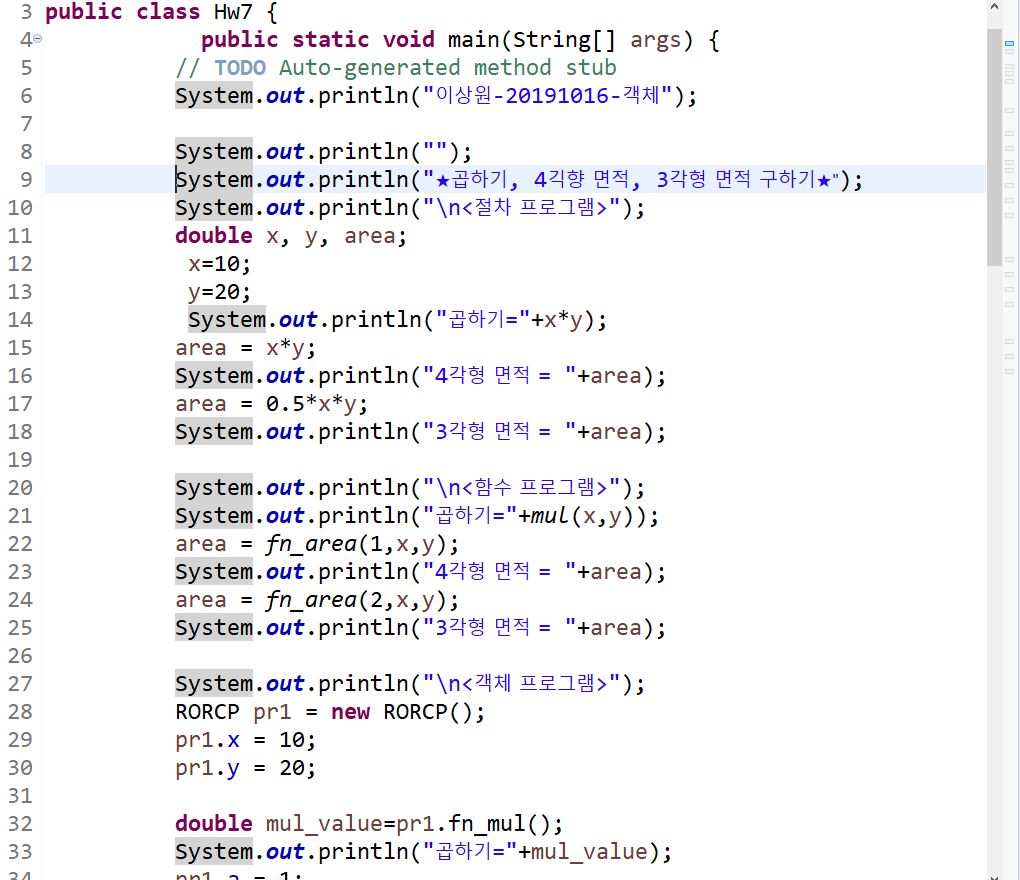 3 public class Hw7 {
4 public static void main(String[] args) {
5 // TODO Auto-generated method stub
6 System.out.println("이상원-20191016-객체");
7
8 System.out.println("");
9 System.out.println("★곱하기, 4긱향 면적, 3각형 면적 구하기★");
10 System.out.println("\n<절차 프로그램>");
11 double x, y, area;
12 x=10;
13 y=20;
14 System.out.println("곱하기="+x*y);
15 area = x*y;
16 System.out.println("4각형 면적 = "+area);
17 area = 0.5*x*y;
18 System.out.println("3각형 면적 = "+area);
19
20 System.out.println("\n<함수 프로그램>");
21 System.out.println("곱하기="+mul(x,y));
22 area = fn_area(1,x,y);
23 System.out.println("4각형 면적 = "+area);
24 area = fn_area(2,x,y);
25 System.out.println("3각형 면적 = "+area);
26
27 System.out.println("\n<객체 프로그램>");
28 RORCP pr1 = new RORCP();
29 pr1.x = 10;
30 pr1.y = 20;
31
32 double mul_value=pr1.fn_mul();
33 System.out.println("곱하기="+mul_value);
34 pr1.a = 1;